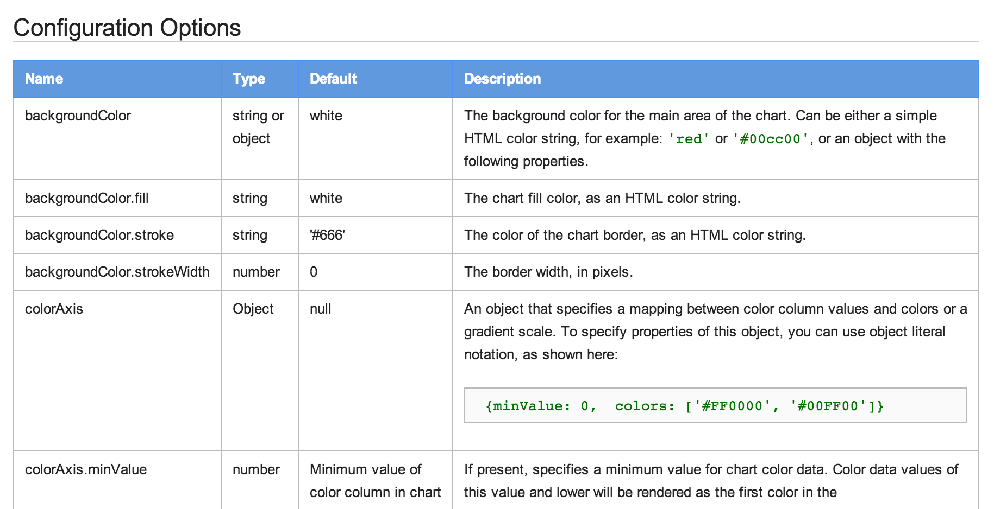 Configuration Options
Name Type Default Description
backgroundColor string or white The background color for the main area of the chart. Can be either a simple
object HTML color string, for example: 'red' or '#00cc00', or an object with the
following properties.
backgroundColor.fill string white The chart fill color, as an HTML color string.
backgroundColor.stroke string '#666' The color of the chart border, as an HTML color string.
backgroundColor.strokeWidth number 0 The border width, in pixels.
colorAxis Object null An object that specifies a mapping between color column values and colors or a
gradient scale. To specify properties of this object, you can use object literal
notation, as shown here:
{minValue: 0,  colors: ['#FF0000', '#00FF00']}
colorAxis.minValue number Minimum value of If present, specifies a minimum value for chart color data. Color data values of
color column in chart this value and lower will be rendered as the first color in the